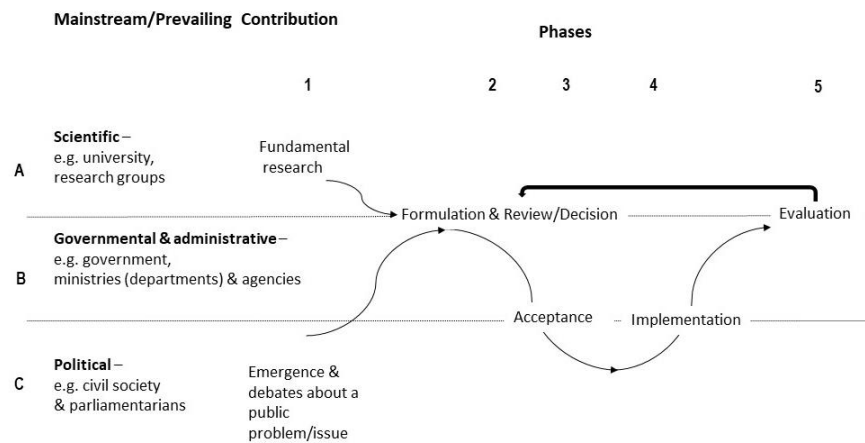 Mainstream/Prevailing Contribution
Phases
1
2
3
4
5
A
Scientific –
e.g. university,
research groups
Fundamental
research
Formulation & Review/Decision
Evaluation
B
Governmental & administrative –
e.g. government,
ministries (departments) & agencies
Acceptance
Implementation
C
Political –
e.g. civil society
& parliamentarians
Emergence &
debates about a
public
problem/issue